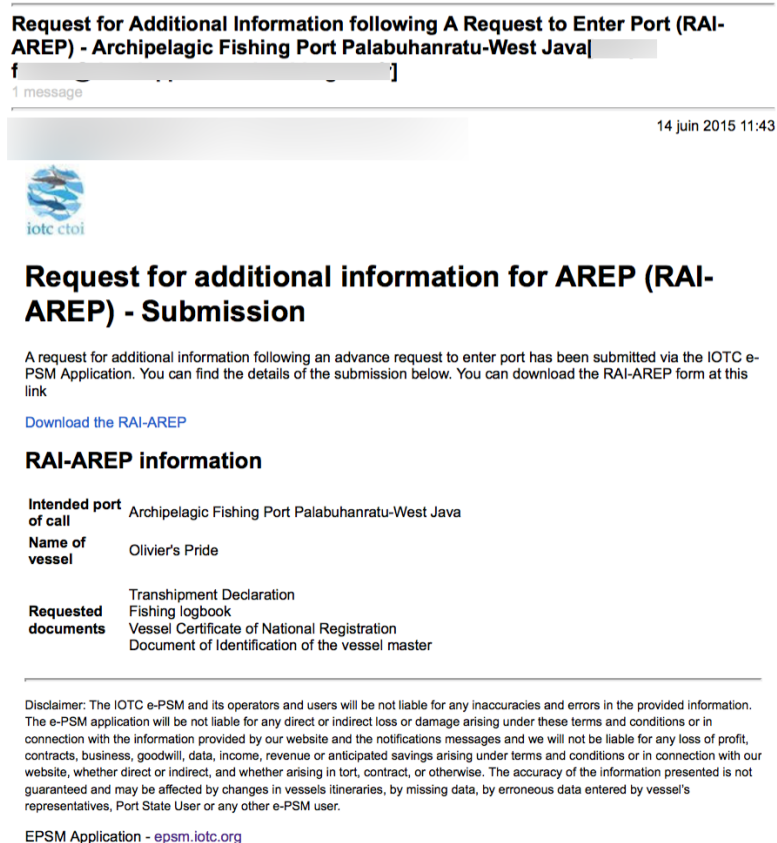 Request for Additional Information following A Request to Enter Port (RAI-
AREP) - Archipelagic Fishing Port Palabuhanratu-West Java[
f ]
1 message
14 juin 2015 11:43
iotc ctoi
Request for additional information for AREP (RAI-
AREP) - Submission
A request for additional information following an advance request to enter port has been submitted via the IOTC e-
PSM Application. You can find the details of the submission below. You can download the RAI-AREP form at this
link
Download the RAI-AREP
RAI-AREP information
Intended port
of call
Archipelagic Fishing Port Palabuhanratu-West Java
Name of
vessel
Olivier's Pride
Requested
documents
Transhipment Declaration
Fishing logbook
Vessel Certificate of National Registration
Document of Identification of the vessel master
Disclaimer: The IOTC e-PSM and its operators and users will be not liable for any inaccuracies and errors in the provided information.
The e-PSM application will be not liable for any direct or indirect loss or damage arising under these terms and conditions or in
connection with the information provided by our website and the notifications messages and we will not be liable for any loss of profit,
contracts, business, goodwill, data, income, revenue or anticipated savings arising under terms and conditions or in connection with our
website, whether direct or indirect, and whether arising in tort, contract, or otherwise. The accuracy of the information presented is not
guaranteed and may be affected by changes in vessels itineraries, by missing data, by erroneous data entered by vessel's
representatives, Port State User or any other e-PSM user.
EPSM Application - epsm.iotc.org